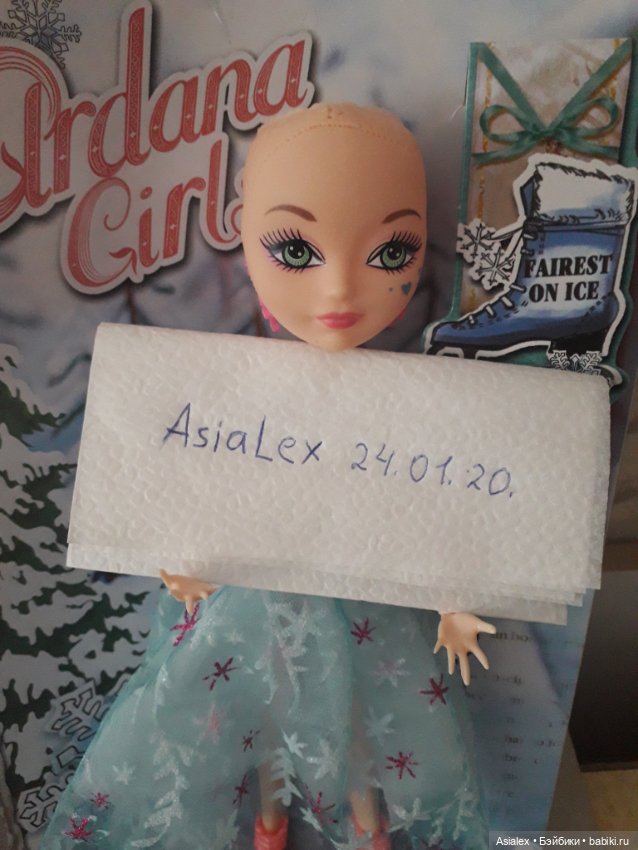 Ardana
Girls
FAIREST
ON ICE
AsiaLex 24.01.20.
Asialex • Бэйбики • babiki.ru